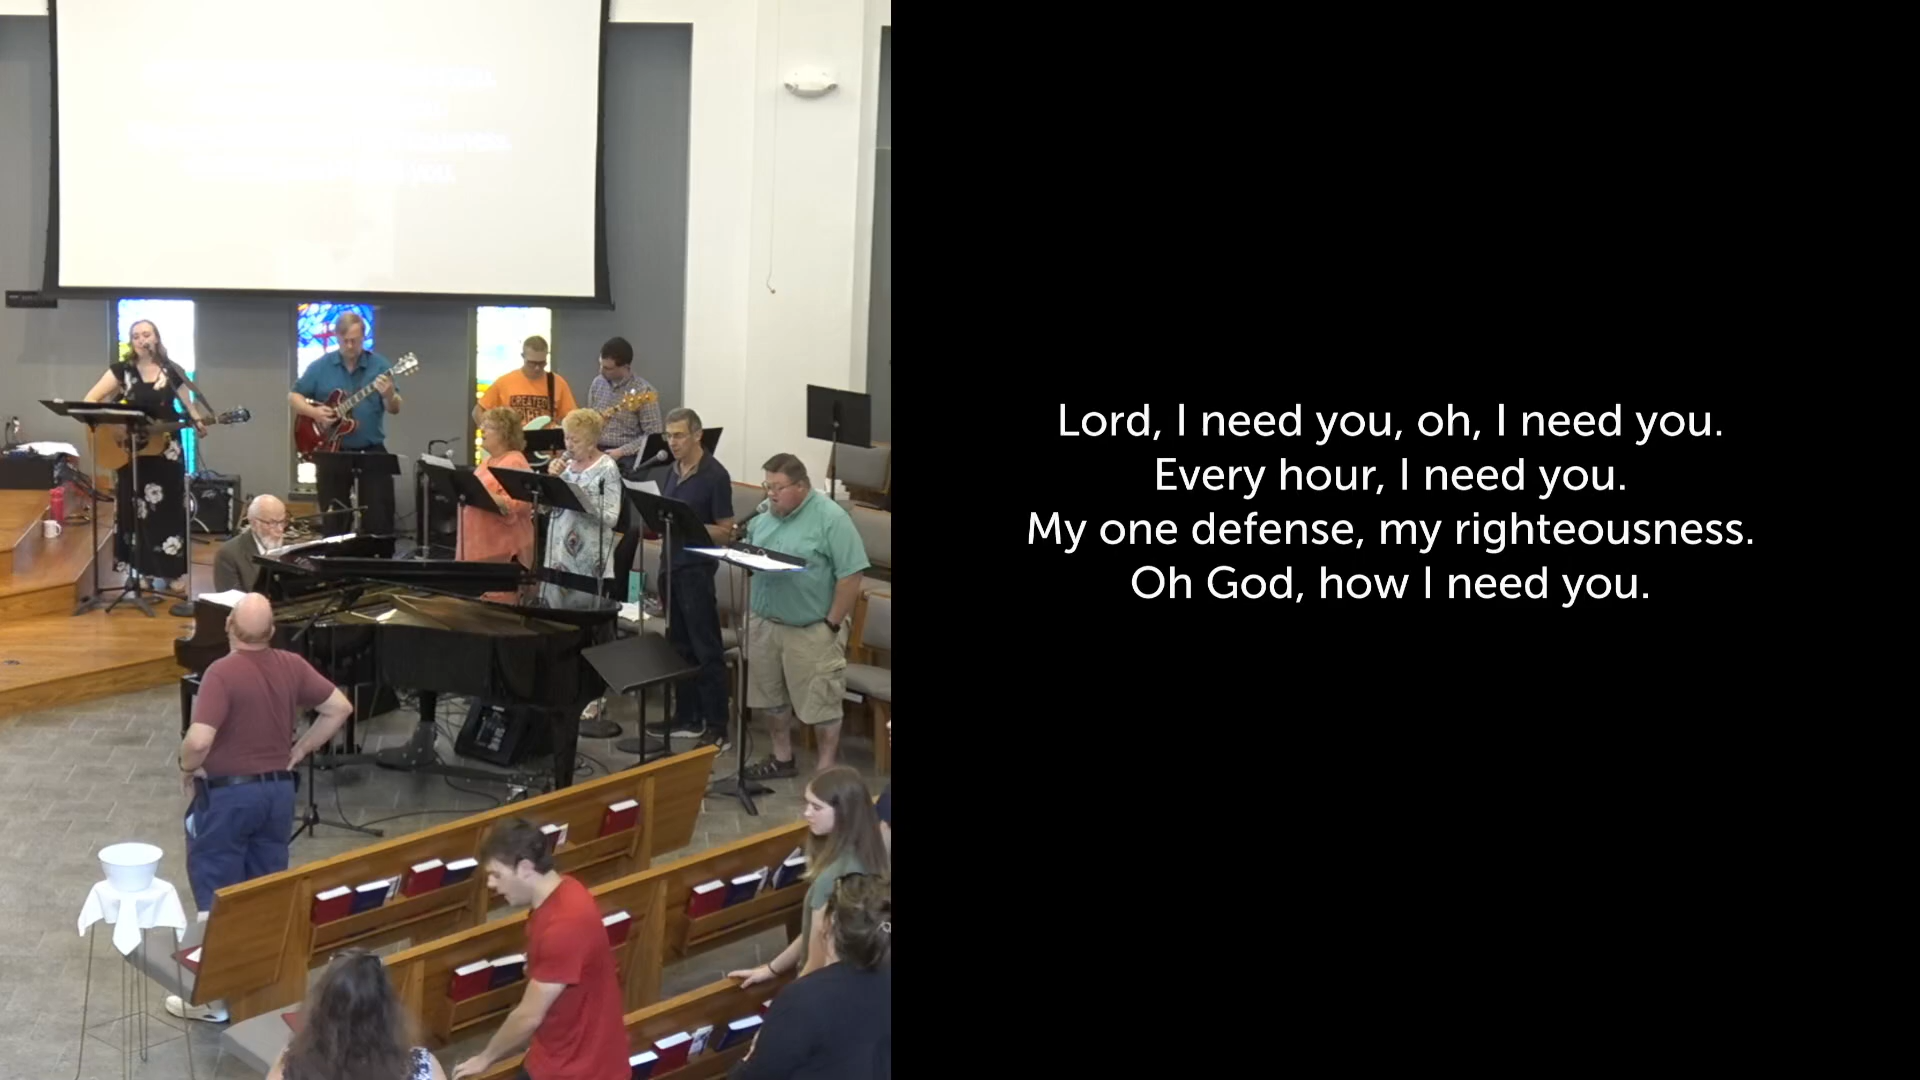 Lord, I need you, oh, I need you.
Every hour, I need you.
My one defense, my righteousness.
Oh God, how I need you.
CREATED